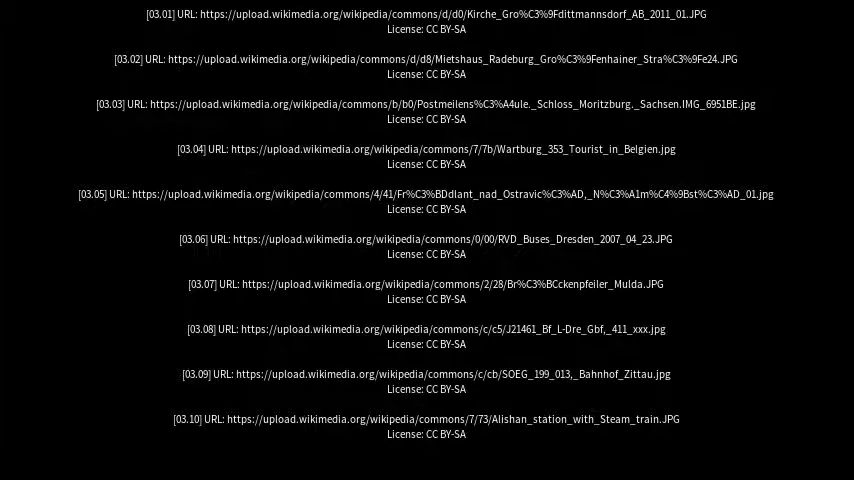 [03.01] URL: https://upload.wikimedia.org/wikipedia/commons/d/d0/Kirche_Gro%C3%9Fdittmannsdorf_AB_2011_01.JPG
License: CC BY-SA
[03.02] URL: https://upload.wikimedia.org/wikipedia/commons/d/d8/Mietshaus_Radeburg_Gro%C3%9Fenhainer_Stra%C3%9Fe24.JPG
License: CC BY-SA
[03.03] URL: https://upload.wikimedia.org/wikipedia/commons/b/b0/Postmeilens%C3%A4ule._Schloss_Moritzburg._Sachsen.IMG_6951BE.jpg
License: CC BY-SA
[03.04] URL: https://upload.wikimedia.org/wikipedia/commons/7/7b/Wartburg_353_Tourist_in_Belgien.jpg
License: CC BY-SA
[03.05] URL: https://upload.wikimedia.org/wikipedia/commons/4/41/Fr%C3%BDdlant_nad_Ostravic%C3%AD,_N%C3%A1m%C4%9Bst%C3%AD_01.jpg
License: CC BY-SA
[03.06] URL: https://upload.wikimedia.org/wikipedia/commons/0/00/RVD_Buses_Dresden_2007_04_23.JPG
License: CC BY-SA
[03.07] URL: https://upload.wikimedia.org/wikipedia/commons/2/28/Br%C3%BCckenpfeiler_Mulda.JPG
License: CC BY-SA
[03.08] URL: https://upload.wikimedia.org/wikipedia/commons/c/c5/J21461_Bf_L-Dre_Gbf,_411_xxx.jpg
License: CC BY-SA
[03.09] URL: https://upload.wikimedia.org/wikipedia/commons/c/cb/SOEG_199_013,_Bahnhof_Zittau.jpg
License: CC BY-SA
[03.10] URL: https://upload.wikimedia.org/wikipedia/commons/7/73/Alishan_station_with_Steam_train.JPG
License: CC BY-SA